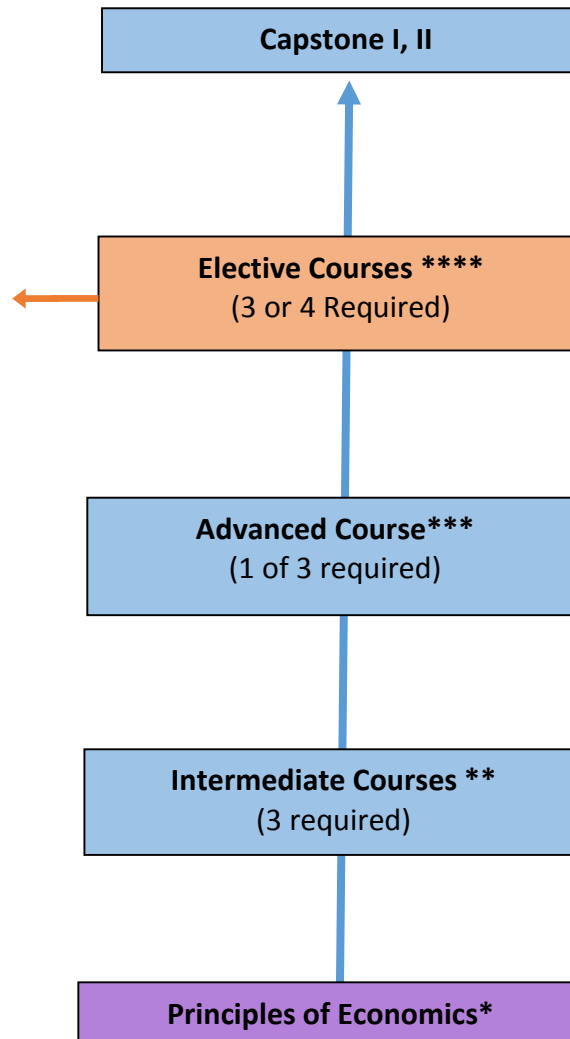 Capstone I, II
Elective Courses ****
(3 or 4 Required)
Advanced Course***
(1 of 3 required)
Intermediate Courses **
(3 required)
Principles of Economics*